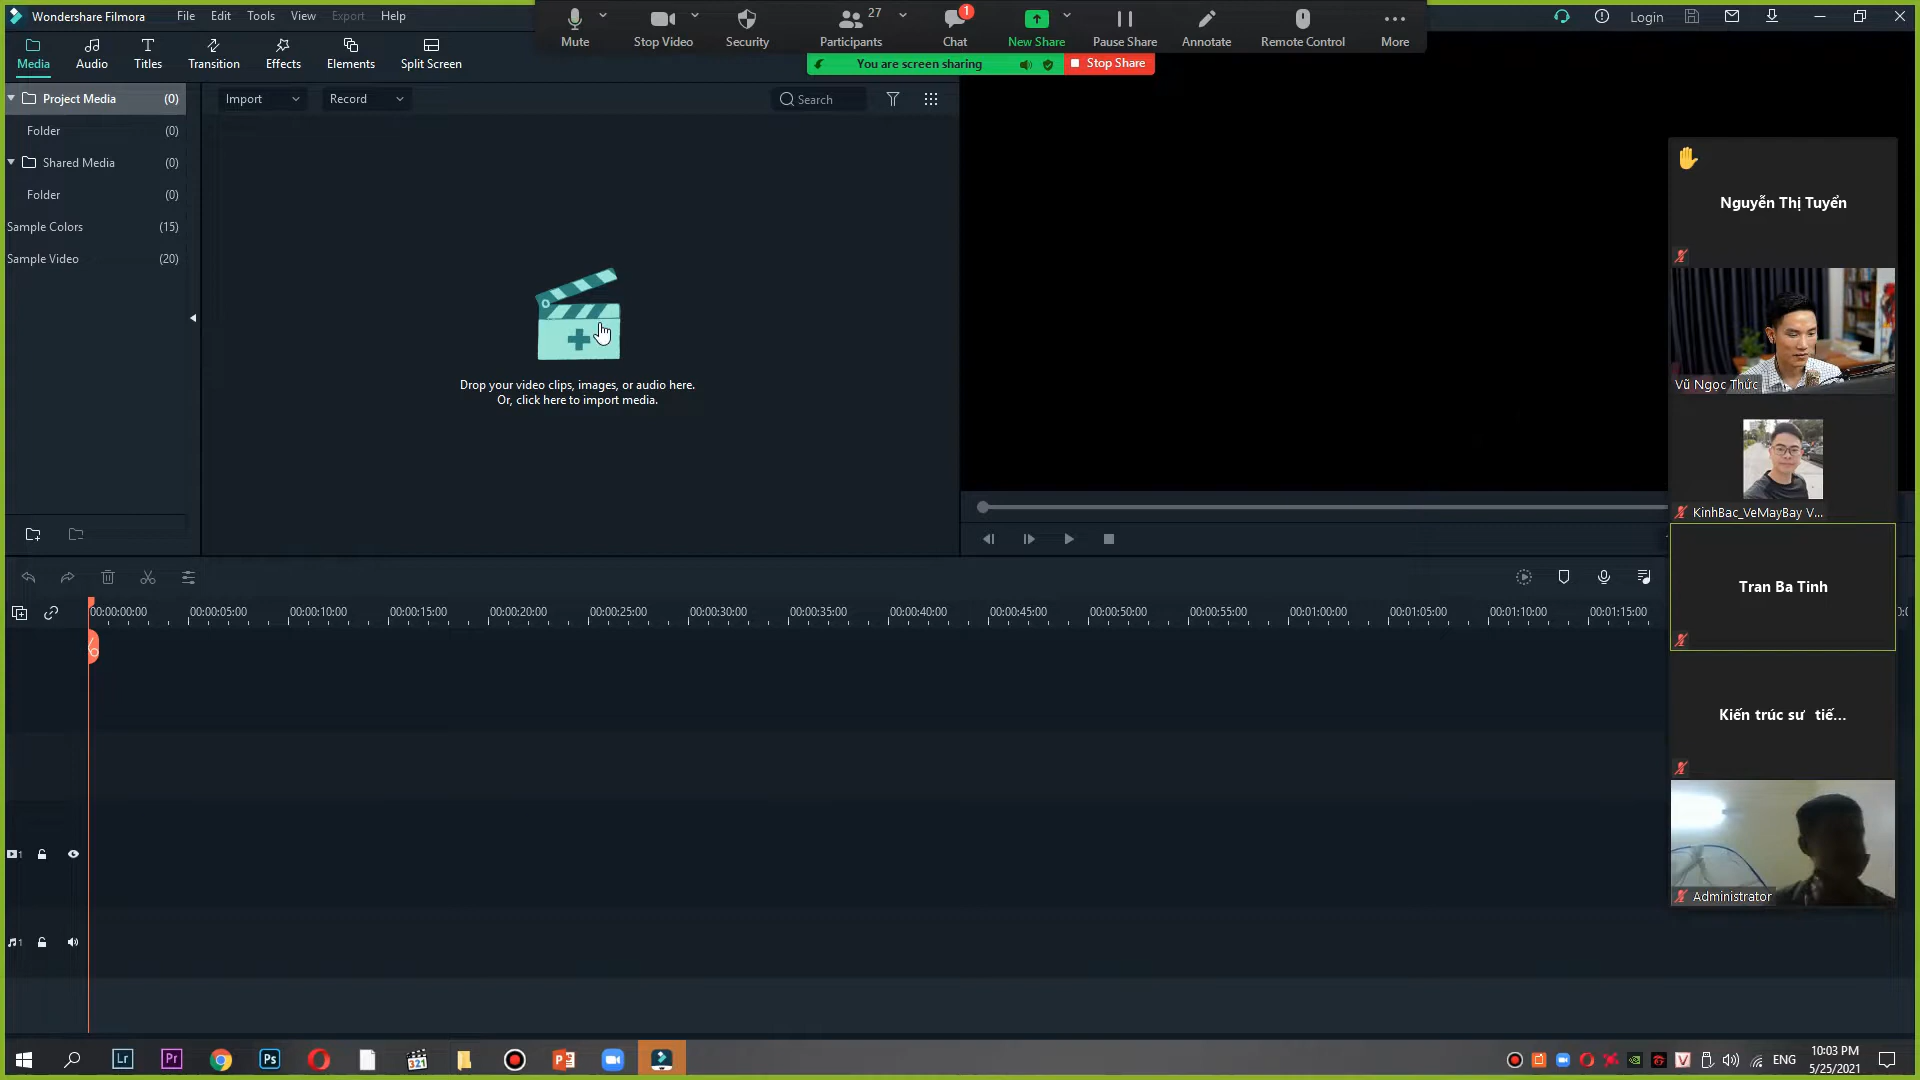 Wondershare Filmora
File Edit Tools View Export Help
Login
Mute
Stop Video
Security
Participants 27
Chat 1
New Share
Pause Share
Annotate
Remote Control
More
You are screen sharing
Stop Share
Media Audio Titles Transition Effects Elements Split Screen
Project Media (0)
Folder (0)
Shared Media (0)
Folder (0)
Sample Colors (15)
Sample Video (20)
Import Record Search
Drop your video clips, images, or audio here.
Or, click here to import media.
Nguyễn Thị Tuyển
Vũ Ngọc Thức
KinhBac_VeMayBay V...
Tran Ba Tinh
Kiến trúc sư tiế...
Administrator
00:00:00:00 00:00:05:00 00:00:10:00 00:00:15:00 00:00:20:00 00:00:25:00 00:00:30:00 00:00:35:00 00:00:40:00 00:00:45:00 00:00:50:00 00:00:55:00 00:01:00:00 00:01:05:00 00:01:10:00 00:01:15:00
1
1
Lr Pr Ps 321
ENG
10:03 PM
5/25/2021